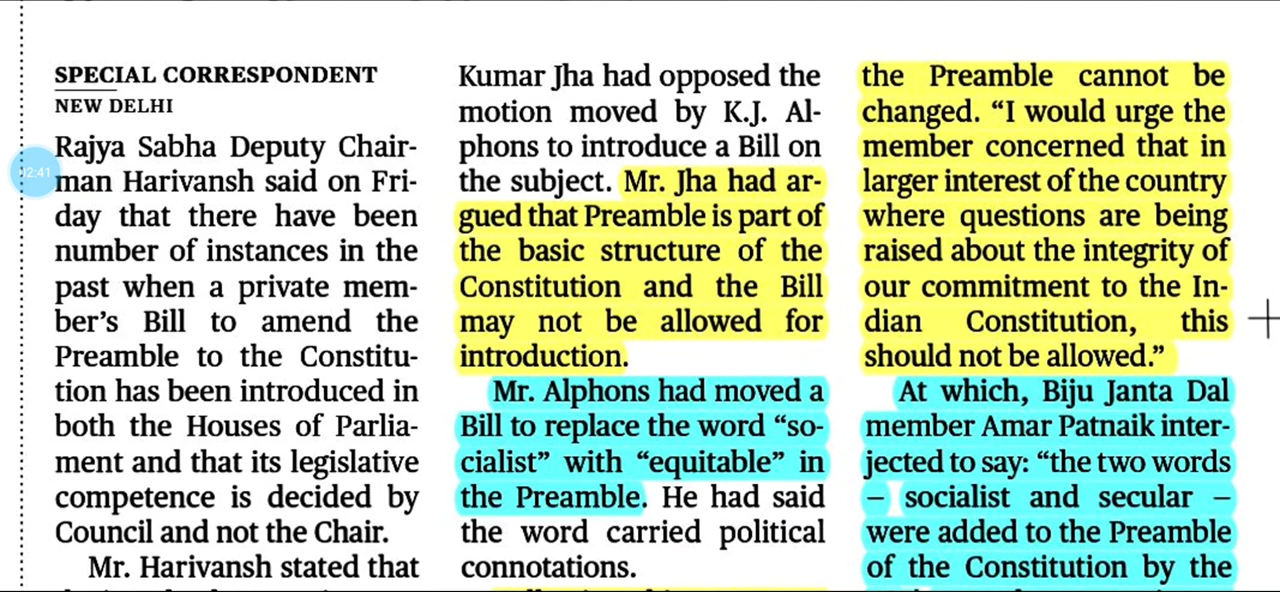 SPECIAL CORRESPONDENT
NEW DELHI
Rajya Sabha Deputy Chair-
man Harivansh said on Fri-
day that there have been
number of instances in the
past when a private mem-
ber’s Bill to amend the
Preamble to the Constitu-
tion has been introduced in
both the Houses of Parlia-
ment and that its legislative
competence is decided by
Council and not the Chair.
Mr. Harivansh stated that
Kumar Jha had opposed the
motion moved by K.J. Al-
phons to introduce a Bill on
the subject. Mr. Jha had ar-
gued that Preamble is part of
the basic structure of the
Constitution and the Bill
may not be allowed for
introduction.
Mr. Alphons had moved a
Bill to replace the word “so-
cialist” with “equitable” in
the Preamble. He had said
the word carried political
connotations.
the Preamble cannot be
changed. “I would urge the
member concerned that in
larger interest of the country
where questions are being
raised about the integrity of
our commitment to the In-
dian Constitution, this
should not be allowed.”
At which, Biju Janta Dal
member Amar Patnaik inter-
jected to say: “the two words
– socialist and secular –
were added to the Preamble
of the Constitution by the
02:41